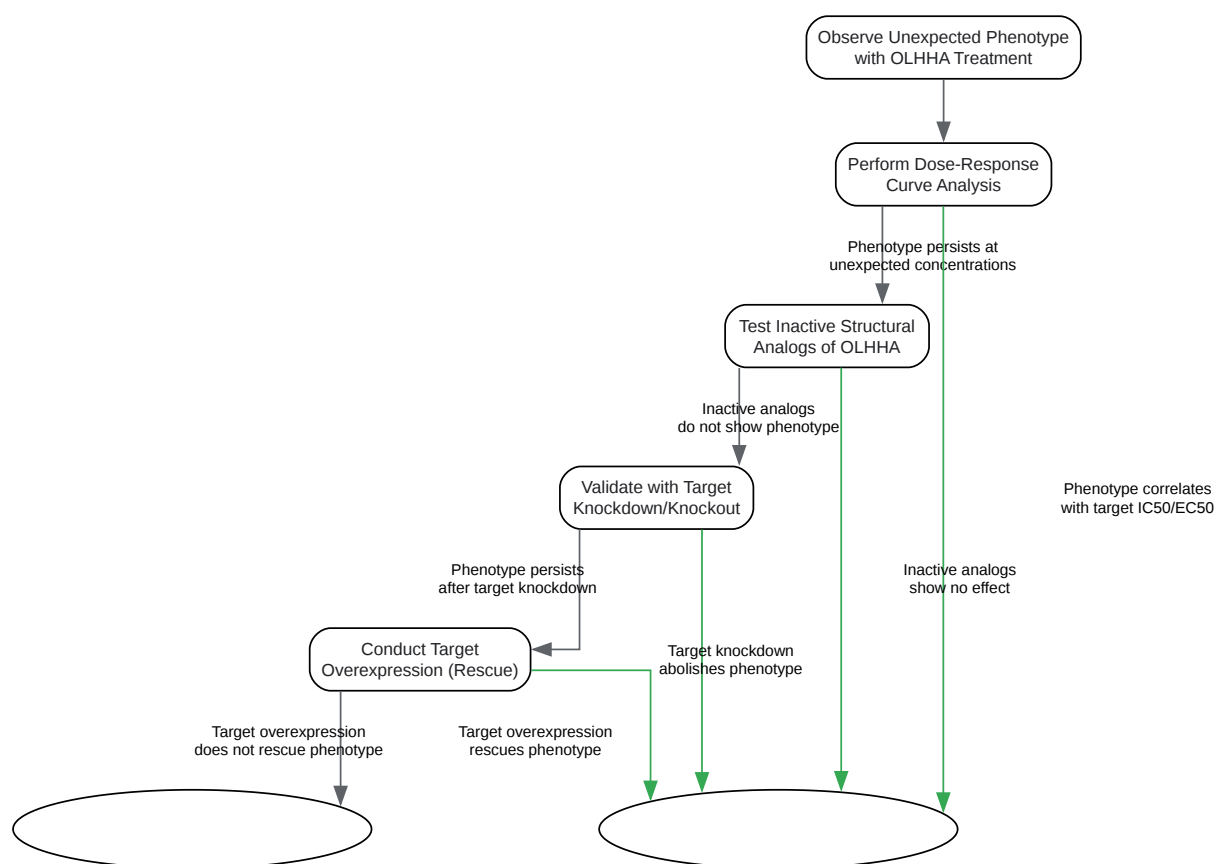 Observe Unexpected Phenotype
with OLHHA Treatment
Perform Dose-Response
Curve Analysis
Phenotype persists at
unexpected concentrations
Test Inactive Structural
Analogs of OLHHA
Inactive analogs
do not show phenotype
Validate with Target
Knockdown/Knockout
Phenotype correlates
with target IC50/EC50
Phenotype persists
after target knockdown
Inactive analogs
show no effect
Conduct Target
Overexpression (Rescue)
Target knockdown
abolishes phenotype
Target overexpression
does not rescue phenotype
Target overexpression
rescues phenotype